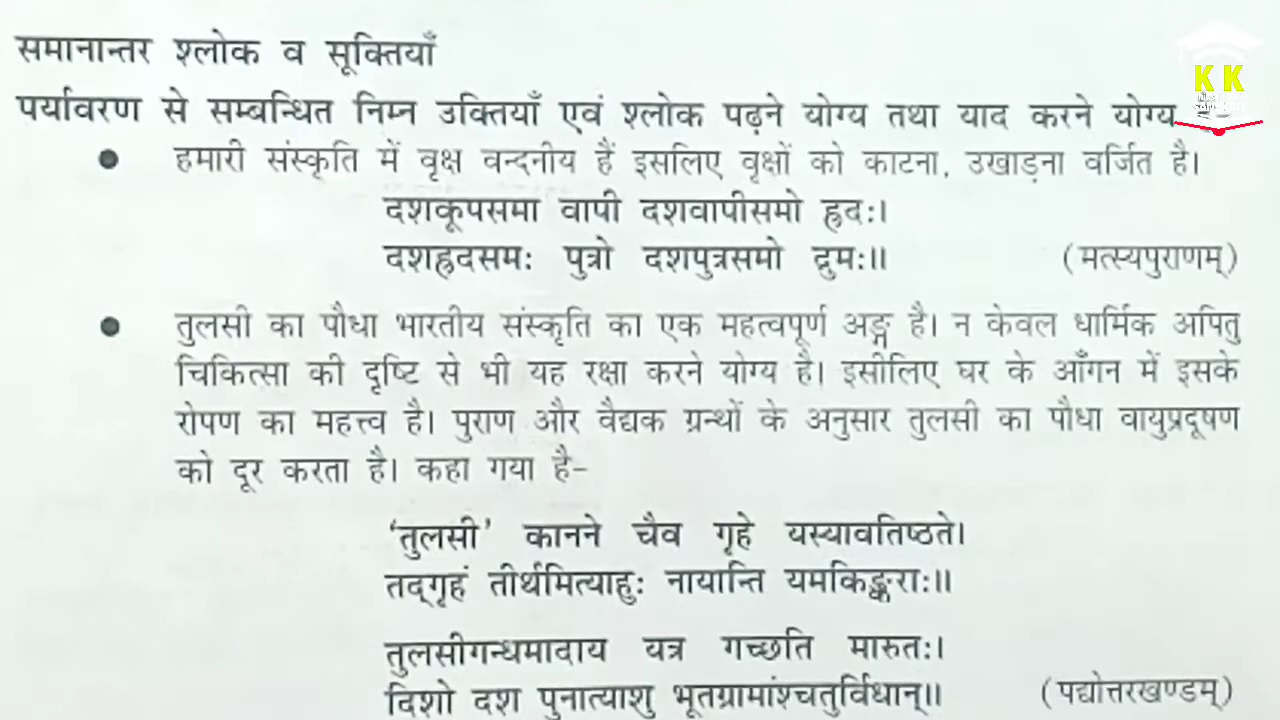 समानान्तर श्लोक व सूक्तियाँ
K K
पर्यावरण से सम्बन्धित निम्न उक्तियाँ एवं श्लोक पढ़ने योग्य तथा याद करने योग्य
● हमारी संस्कृति में वृक्ष वन्दनीय हैं इसलिए वृक्षों को काटना, उखाड़ना वर्जित है।
दशकूपसमा वापी दशवापीसमो ह्रदः।
दशह्रदसमः पुत्रो दशपुत्रसमो द्रुमः॥ (मत्स्यपुराणम्)
● तुलसी का पौधा भारतीय संस्कृति का एक महत्वपूर्ण अङ्ग है। न केवल धार्मिक अपितु
चिकित्सा की दृष्टि से भी यह रक्षा करने योग्य है। इसीलिए घर के आँगन में इसके
रोपण का महत्त्व है। पुराण और वैद्यक ग्रन्थों के अनुसार तुलसी का पौधा वायुप्रदूषण
को दूर करता है। कहा गया है–
'तुलसी' कानने चैव गृहे यस्यावतिष्ठते।
तद्गृहं तीर्थमित्याहुः नायान्ति यमकिङ्कराः॥
तुलसीगन्धमादाय यत्र गच्छति मारुतः।
दिशो दश पुनात्याशु भूतग्रामांश्चतुर्विधान्॥ (पद्योत्तरखण्डम्)